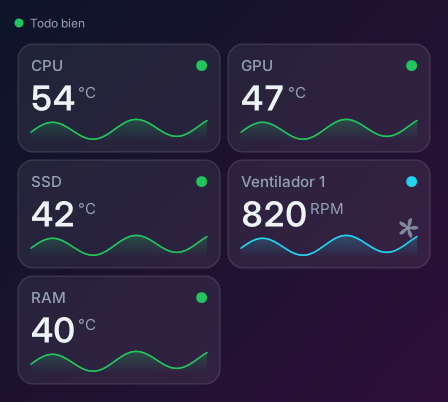 Todo bien
CPU
54 °C
GPU
47 °C
SSD
42 °C
Ventilador 1
820 RPM
RAM
40 °C